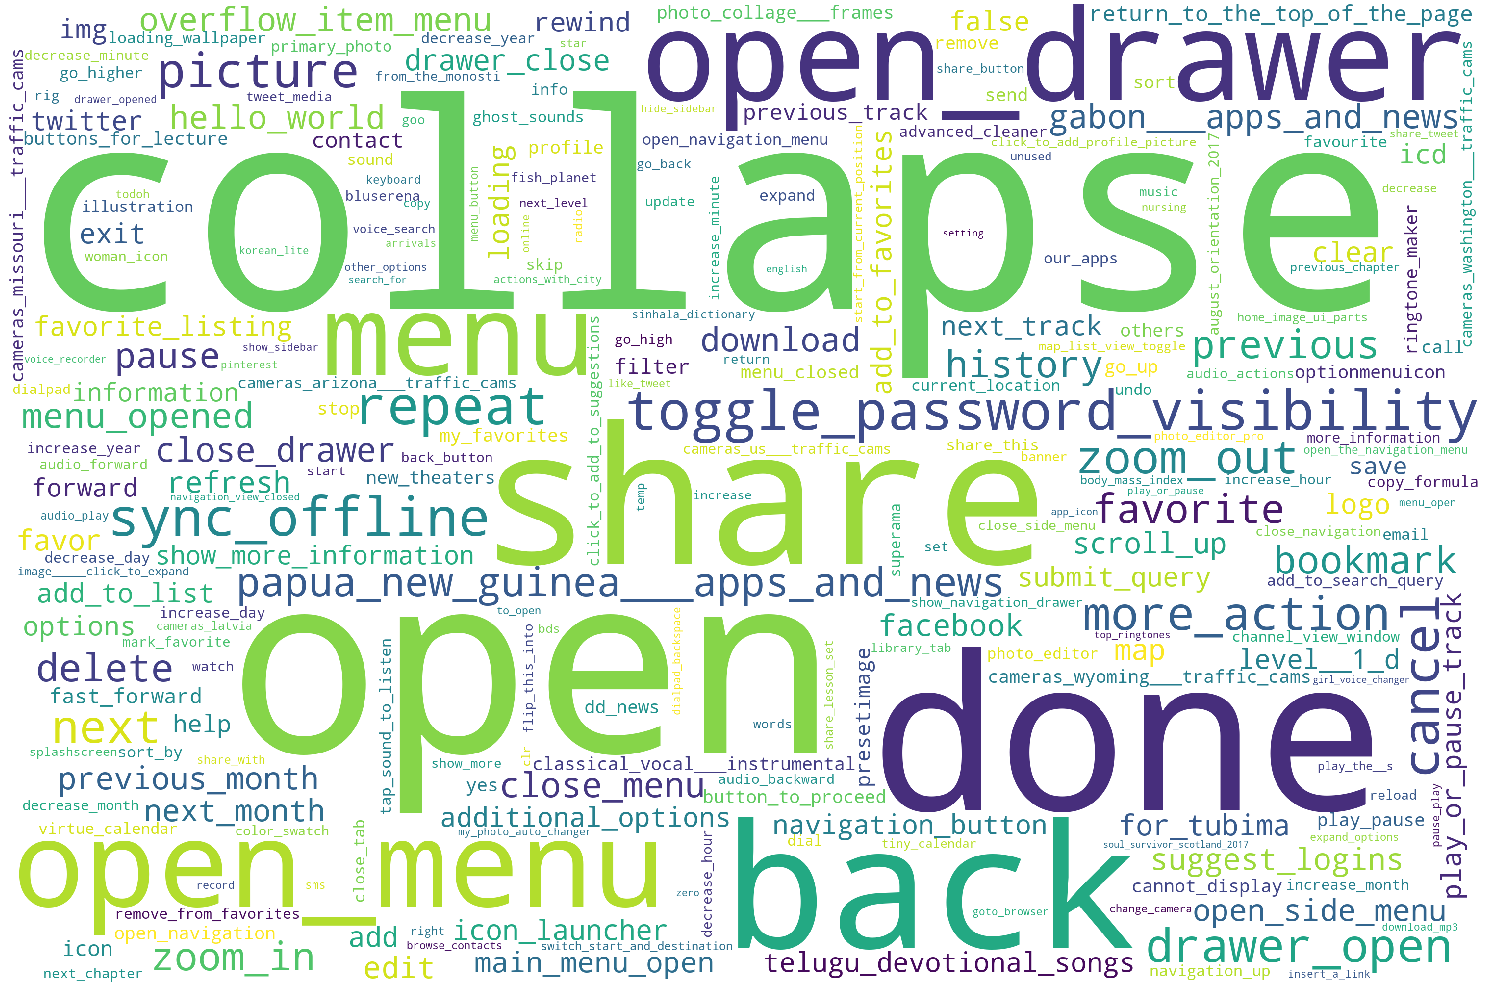 img
overflow_item_menu
rewind
photo_collage___frames
false
return_to_the_top_of_the_page
loading_wallpaper
primary_photo
decrease_year
star
remove
open_drawer
decrease_minute
go_higher
picture
drawer_close
from_the_monosti
info
share_button
sort
rig
drawer_opened
tweet_media
hide_sidebar
send
twitter
hello_world
goo
ghost_sounds
previous_track
gabon___apps_and_news
share_tweet
buttons_for_lecture
contact
sound
profile
open_navigation_menu
advanced_cleaner
click_to_add_profile_picture
favourite
icd
cameras_missouri___traffic_cams
collapse
loading
menu_button
fish_planet
go_back
unused
august_orientation_2017
cameras_washington___traffic_cams
todoh
keyboard
bluserena
copy
next_level
update
expand
add_to_favorites
music
nursing
decrease
illustration
exit
voice_search
arrivals
online
radio
increase_minute
start_from_current_position
setting
clear
woman_icon
korean_lite
other_options
search_for
skip
actions_with_city
english
our_apps
previous_chapter
ringtone_maker
favorite_listing
menu
sinhala_dictionary
next_track
others
home_image_ui_parts
voice_recorder
pause
show_sidebar
pinterest
go_high
download
history
map_list_view_toggle
previous
call
filter
return
menu_closed
go_up
audio_actions
optionmenuicon
dialpad
information
cameras_arizona___traffic_cams
like_tweet
current_location
undo
menu_opened
stop
repeat
click_to_add_to_suggestions
toggle_password_visibility
increase_year
close_drawer
my_favorites
back_button
share
cameras_us___traffic_cams
share_this
photo_editor_pro
more_information
open_the_navigation_menu
audio_forward
start
new_theaters
banner
zoom_out
save
forward
refresh
navigation_view_closed
temp
increase
body_mass_index
play_or_pause
increase_hour
copy_formula
audio_play
sync_offline
superama
app_icon
favorite
logo
menu_oper
favor
close_side_menu
close_navigation
email
decrease_day
show_more_information
set
scroll_up
bookmark
image____click_to_expand
add_to_list
papua_new_guinea___apps_and_news
submit_query
add_to_search_query
increase_day
to_open
show_navigation_drawer
more_action
cancel
play_or_pause_track
options
cameras_latvia
mark_favorite
open
bds
flip_this_into
dislpad_backspace
share_lesson_set
facebook
library_tab
top_ringtones
channel_view_window
delete
watch
tap_sound_to_listen
presetimage
photo_editor
map
level__1_d
fast_forward
cameras_wyoming___traffic_cams
girl_voice_changer
next
help
dd_news
words
done
splashscreen
sort_by
share_with
show_more
clr
classical_vocal___instrumental
play_the__s
previous_month
yes
close_menu
audio_backward
button_to_proceed
reload
decrease_month
next_month
additional_options
navigation_button
for_tubima
play_pause
pause_play
virtue_calendar
color_swatch
my_photo_auto_changer
dial
tiny_calendar
soul_survivor_scotland_2017
expand_options
close_tab
decrease_hour
suggest_logins
open_menu
back
record
sms
zero
cannot_display
increase_month
remove_from_favorites
goto_browser
change_camera
open_side_menu
open_navigation
add
right
icon_launcher
download_mp3
icon
browse_contacts
switch_start_and_destination
drawer_open
next_chapter
zoom_in
edit
main_menu_open
telugu_devotional_songs
navigation_up
insert_a_link